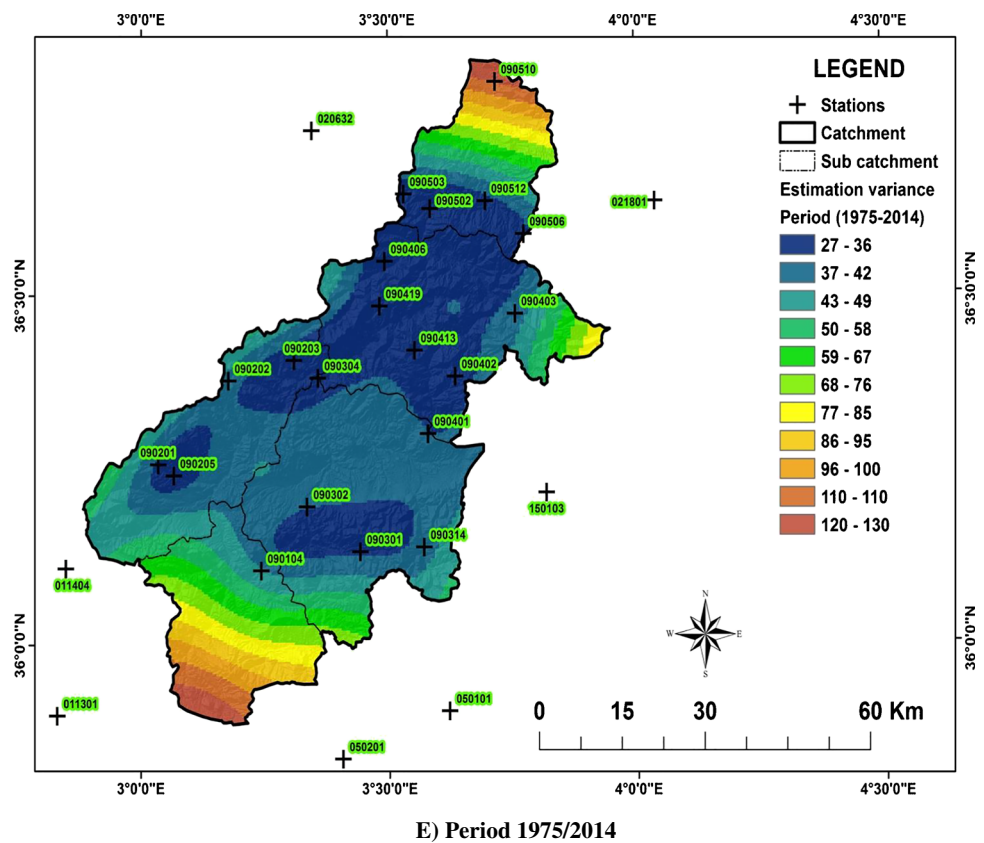 3°0'0"E 3°30'0"E 4°0'0"E 4°30'0"E
LEGEND
Stations
Catchment
Sub catchment
Estimation variance
Period (1975-2014)
27 - 36
37 - 42
43 - 49
50 - 58
59 - 67
68 - 76
77 - 85
86 - 95
96 - 100
110 - 110
120 - 130
090510
020632
090503
090512
090502
021801
090506
090406
090419
090403
090413
090203
090304
090202
090402
090401
090201
090205
090302
150103
090314
090301
090104
011404
011301
050101
050201
36°30'0"N
36°30'0"N
36°0'0"N
36°0'0"N
N
W E
S
0 15 30 60 Km
3°0'0"E 3°30'0"E 4°0'0"E 4°30'0"E
E) Period 1975/2014